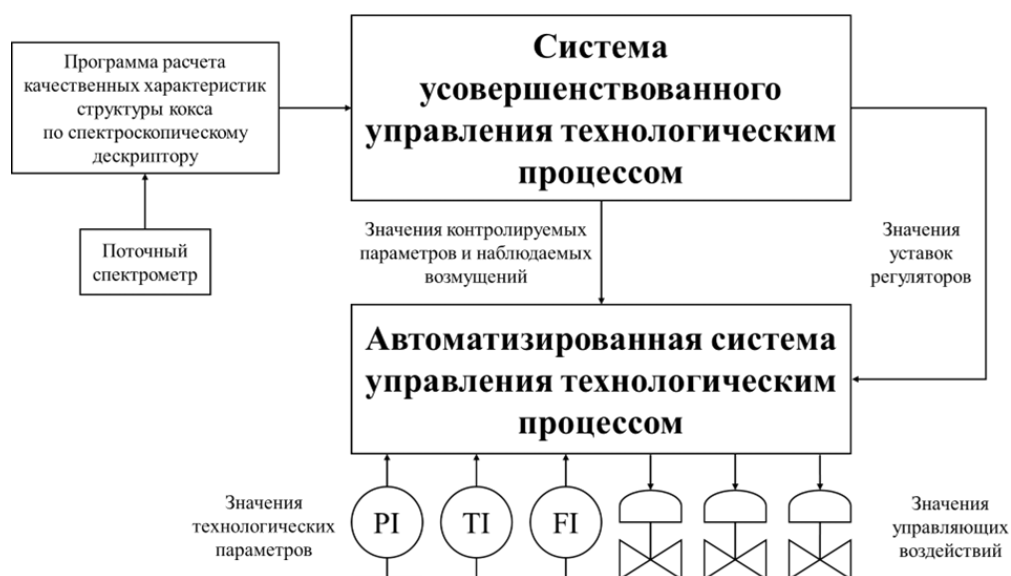 Программа расчета
качественных характеристик
структуры кокса
по спектроскопическому
дескриптору
Поточный
спектрометр
Система
усовершенствованного
управления технологическим
процессом
Значения контролируемых
параметров и наблюдаемых
возмущений
Значения
уставок
регуляторов
Автоматизированная система
управления технологическим
процессом
Значения
технологических
параметров
PI
TI
FI
Значения
управляющих
воздействий